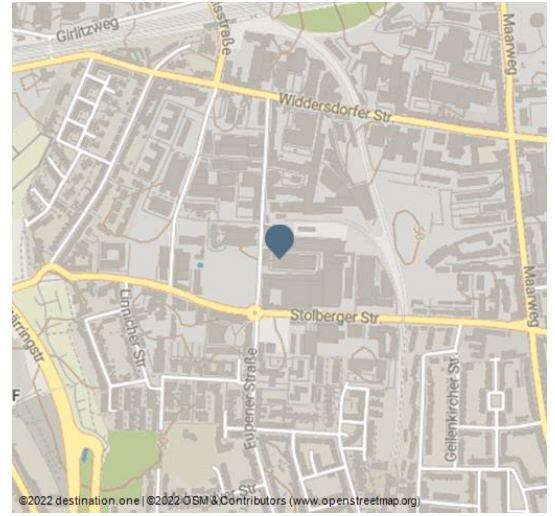 Girlitzweg
Maarweg
Widdersdorfer Str.
Maarweg
Stolberger Str.
Linnicher Str.
Eupener Straße
Geilenkircher Str.
F
©2022 destination.one | ©2022 OSM & Contributors (www.openstreetmap.org)